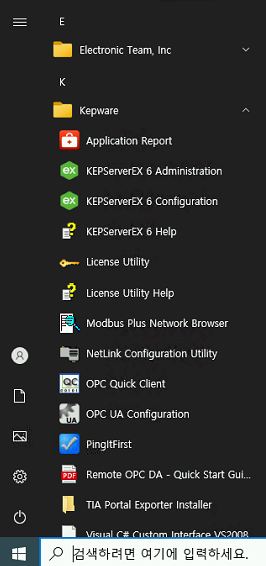 E
Electronic Team, Inc
K
Kepware
Application Report
KEPServerEX 6 Administration
KEPServerEX 6 Configuration
KEPServerEX 6 Help
License Utility
License Utility Help
Modbus Plus Network Browser
NetLink Configuration Utility
OPC Quick Client
OPC UA Configuration
PingItFirst
Remote OPC DA - Quick Start Gui...
TIA Portal Exporter Installer
Visual C# Custom Interface VS2008
검색하려면 여기에 입력하세요.